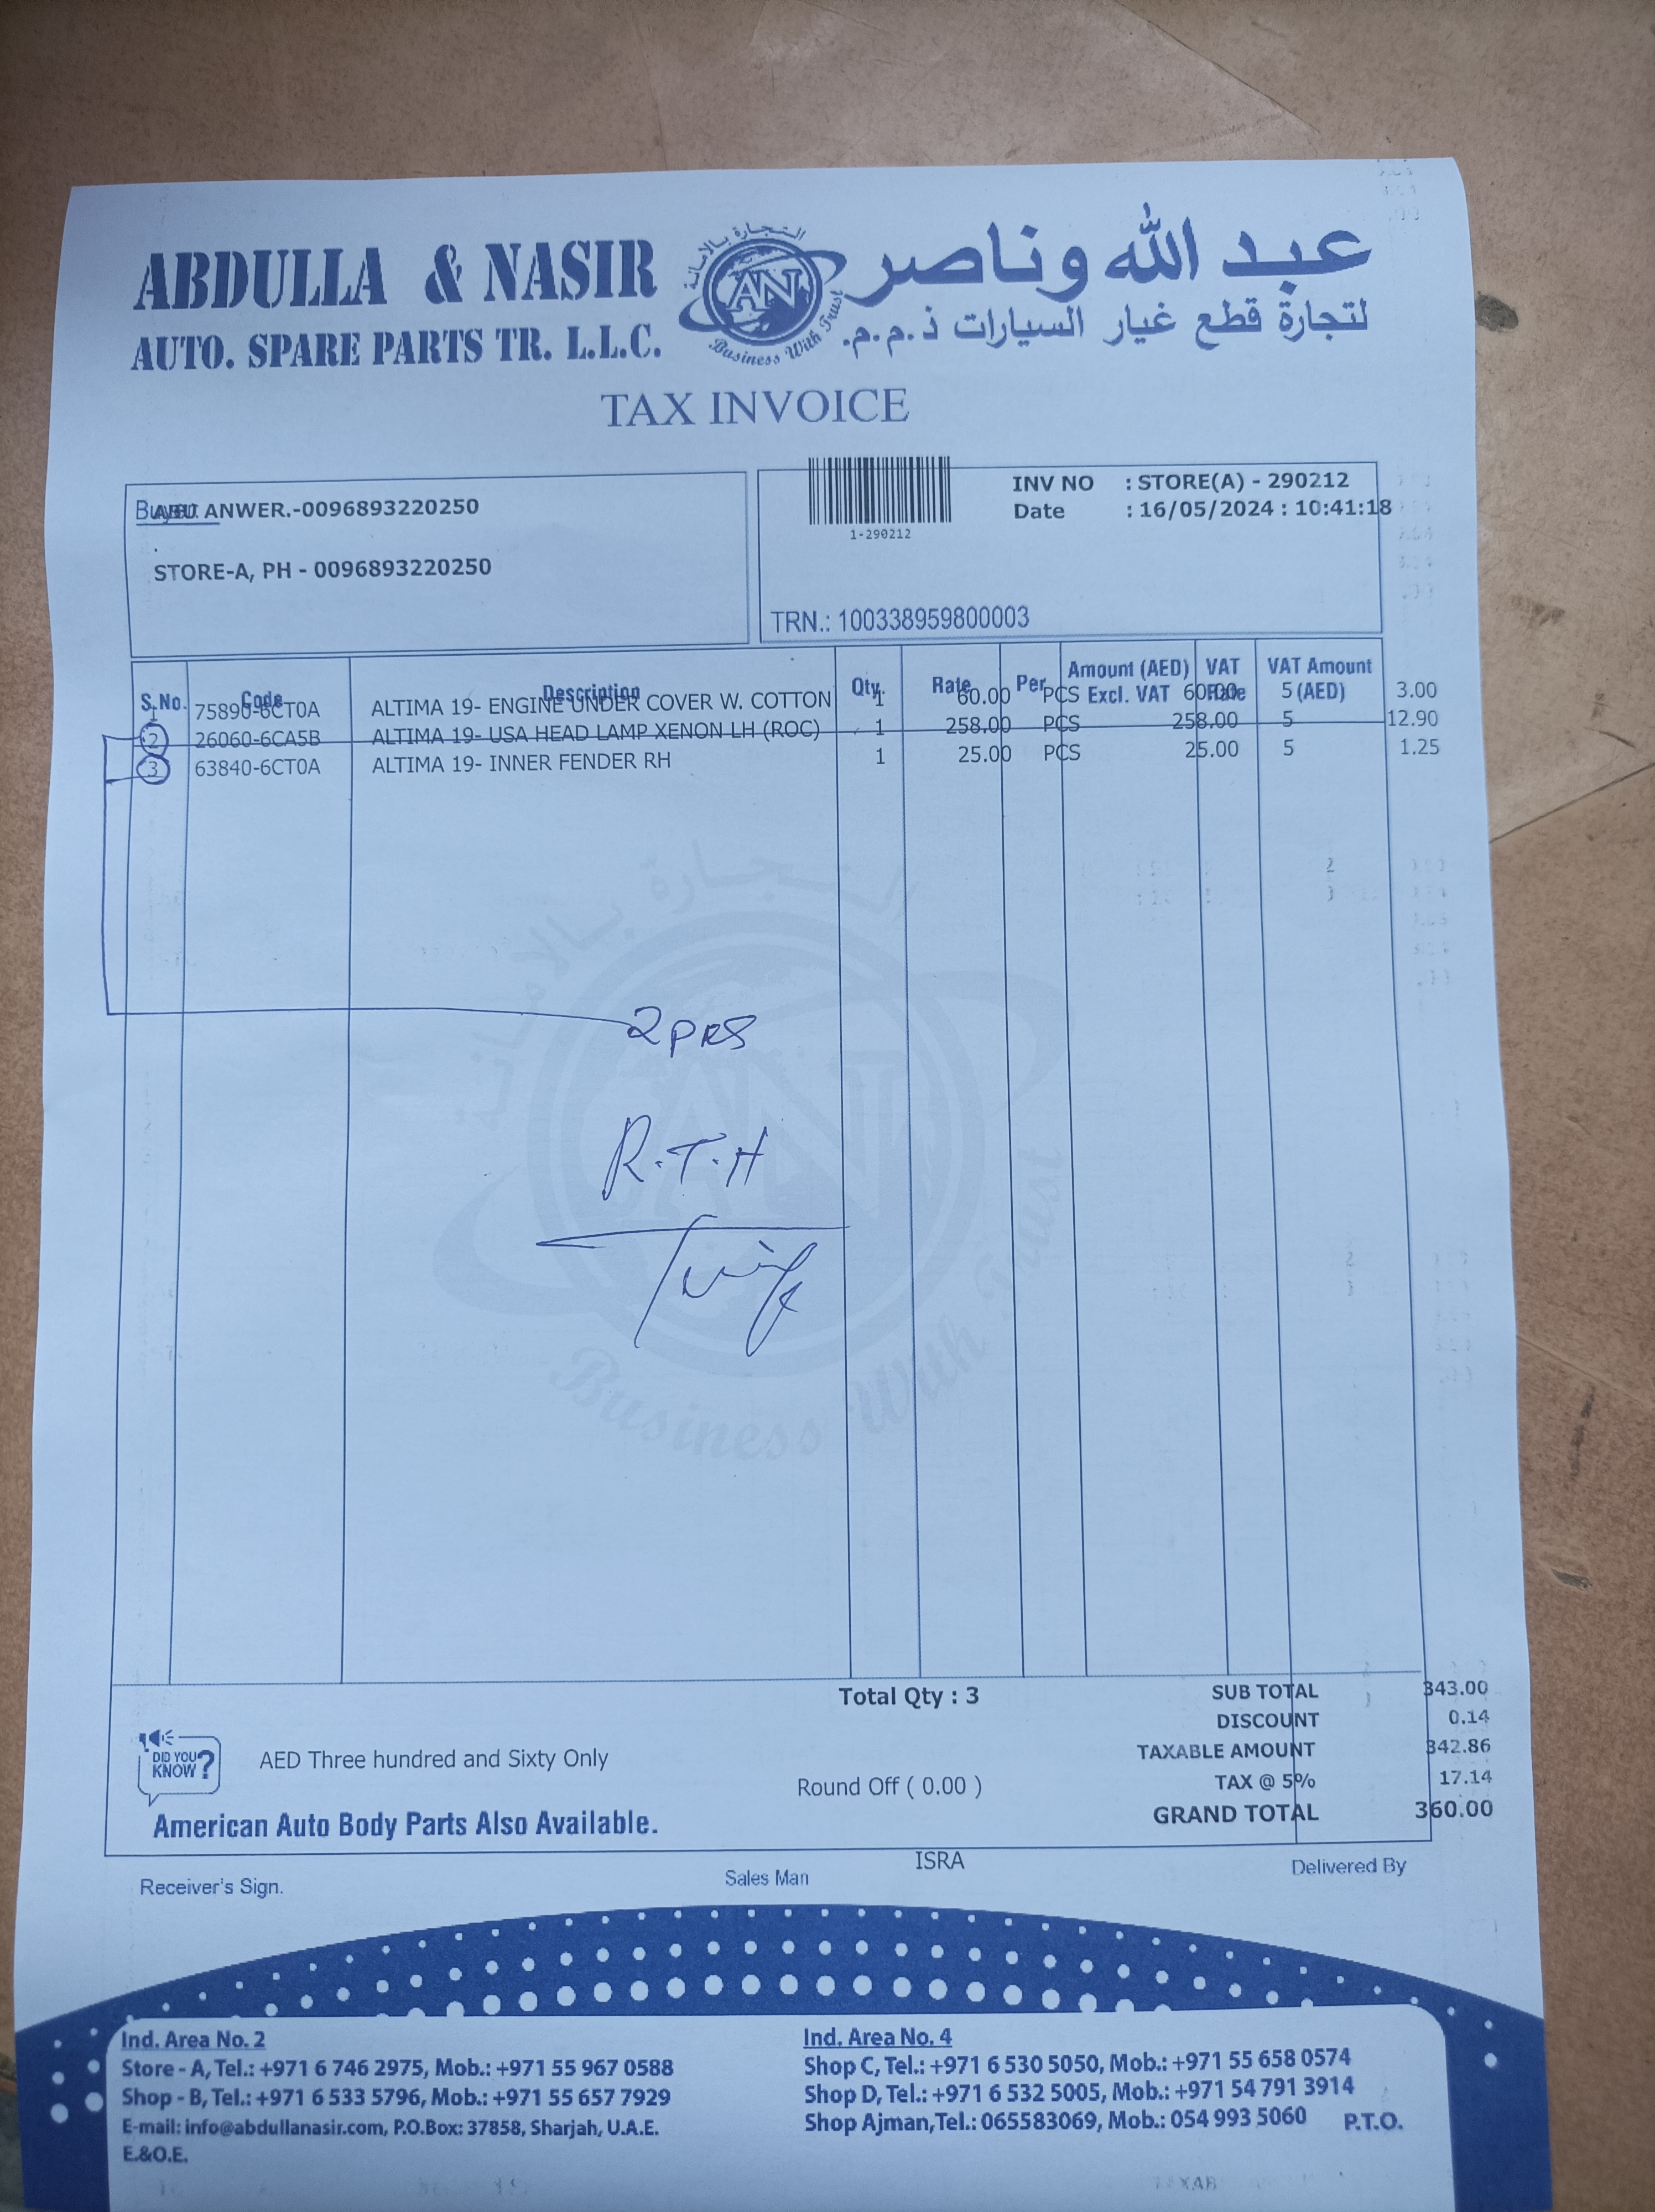 ABDULLA & NASIR
AUTO. SPARE PARTS TR. L.L.C.
التجارة بالامانة
AN
Business With Trust
عبد الله وناصر
لتجارة قطع غيار السيارات ذ.م.م.
TAX INVOICE
Buyer:
ABU ANWER.-0096893220250
.
STORE-A, PH - 0096893220250
1-290212
INV NO : STORE(A) - 290212
Date : 16/05/2024 : 10:41:18
TRN.: 100338959800003
S.No. Code Description Qty. Rate Per Amount (AED) Excl. VAT VAT Rate VAT Amount (AED)
1 75890-6CT0A ALTIMA 19- ENGINE UNDER COVER W. COTTON 1 60.00 PCS 60.00 5 3.00
2 26060-6CA5B ALTIMA 19- USA HEAD LAMP XENON LH (ROC) 1 258.00 PCS 258.00 5 12.90
3 63840-6CT0A ALTIMA 19- INNER FENDER RH 1 25.00 PCS 25.00 5 1.25
التجارة بالامانة
AN
Business With Trust
2 PRS
R.T.H
Total Qty : 3
SUB TOTAL 343.00
DISCOUNT 0.14
TAXABLE AMOUNT 342.86
TAX @ 5% 17.14
GRAND TOTAL 360.00
DID YOU KNOW?
AED Three hundred and Sixty Only
Round Off ( 0.00 )
American Auto Body Parts Also Available.
Receiver's Sign.
Sales Man
ISRA
Delivered By
Ind. Area No. 2
Store - A, Tel.: +971 6 746 2975, Mob.: +971 55 967 0588
Shop - B, Tel.: +971 6 533 5796, Mob.: +971 55 657 7929
E-mail: info@abdullanasir.com, P.O.Box: 37858, Sharjah, U.A.E.
E.&O.E.
Ind. Area No. 4
Shop C, Tel.: +971 6 530 5050, Mob.: +971 55 658 0574
Shop D, Tel.: +971 6 532 5005, Mob.: +971 54 791 3914
Shop Ajman,Tel.: 065583069, Mob.: 054 993 5060
P.T.O.